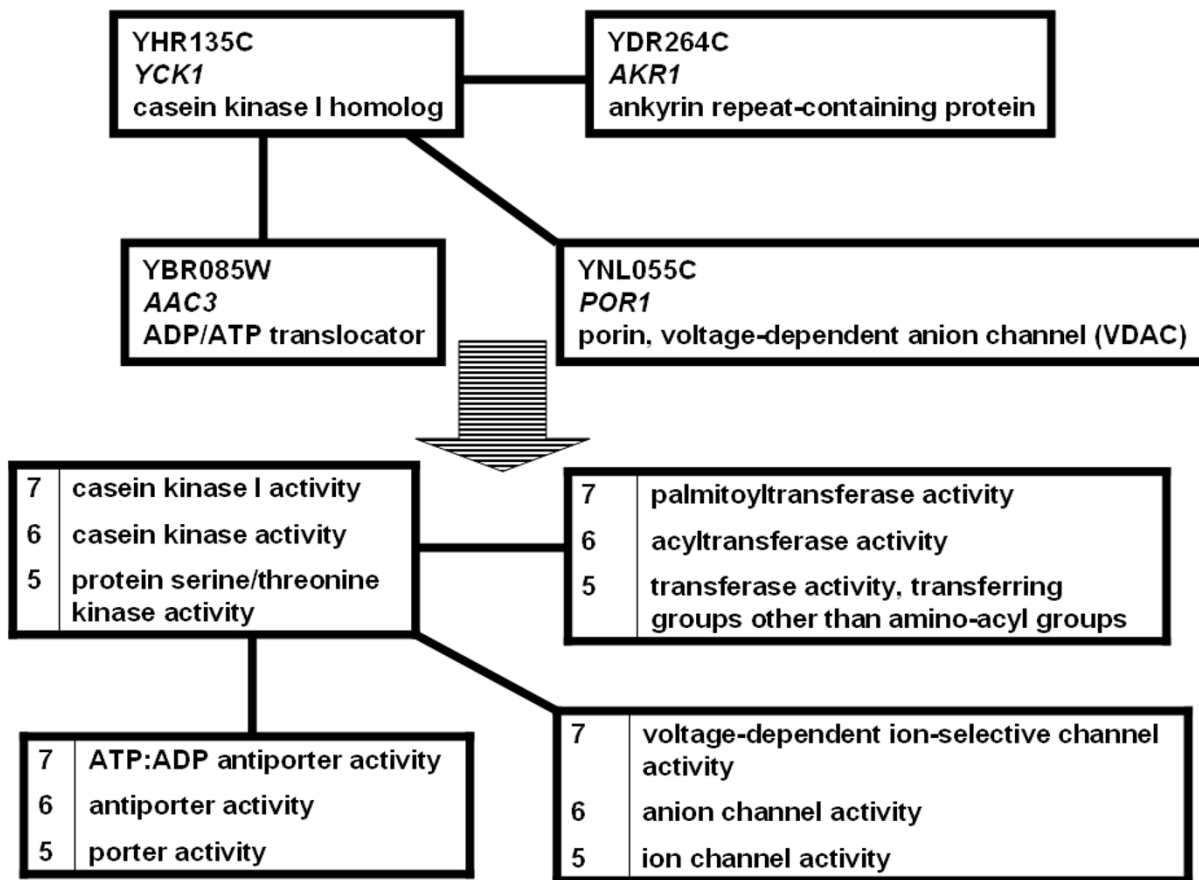 YHR135C
YCK1
casein kinase I homolog
YDR264C
AKR1
ankyrin repeat-containing protein
YBR085W
AAC3
ADP/ATP translocator
YNL055C
POR1
porin, voltage-dependent anion channel (VDAC)
7 casein kinase I activity
6 casein kinase activity
5 protein serine/threonine
kinase activity
7 palmitoyltransferase activity
6 acyltransferase activity
5 transferase activity, transferring
groups other than amino-acyl groups
7 ATP:ADP antiporter activity
6 antiporter activity
5 porter activity
7 voltage-dependent ion-selective channel
activity
6 anion channel activity
5 ion channel activity